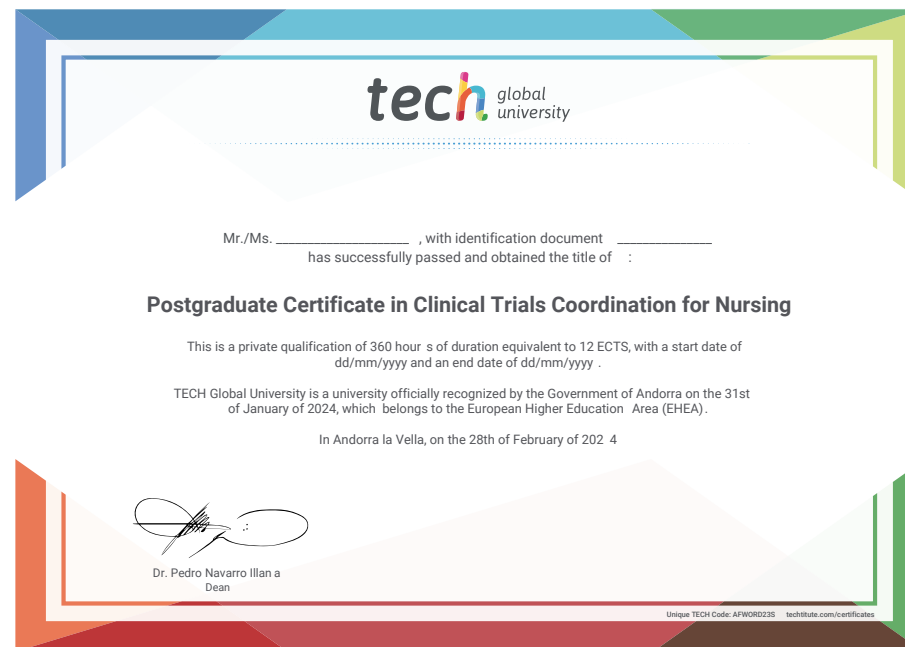 tech global university
Mr./Ms. ____________________ , with identification document ______________
has successfully passed and obtained the title of :
Postgraduate Certificate in Clinical Trials Coordination for Nursing
This is a private qualification of 360 hour s of duration equivalent to 12 ECTS, with a start date of
dd/mm/yyyy and an end date of dd/mm/yyyy .
TECH Global University is a university officially recognized by the Government of Andorra on the 31st
of January of 2024, which belongs to the European Higher Education Area (EHEA).
In Andorra la Vella, on the 28th of February of 202 4
Dr. Pedro Navarro Illan a
Dean
Unique TECH Code: AFWORD23S techtitute.com/certificates